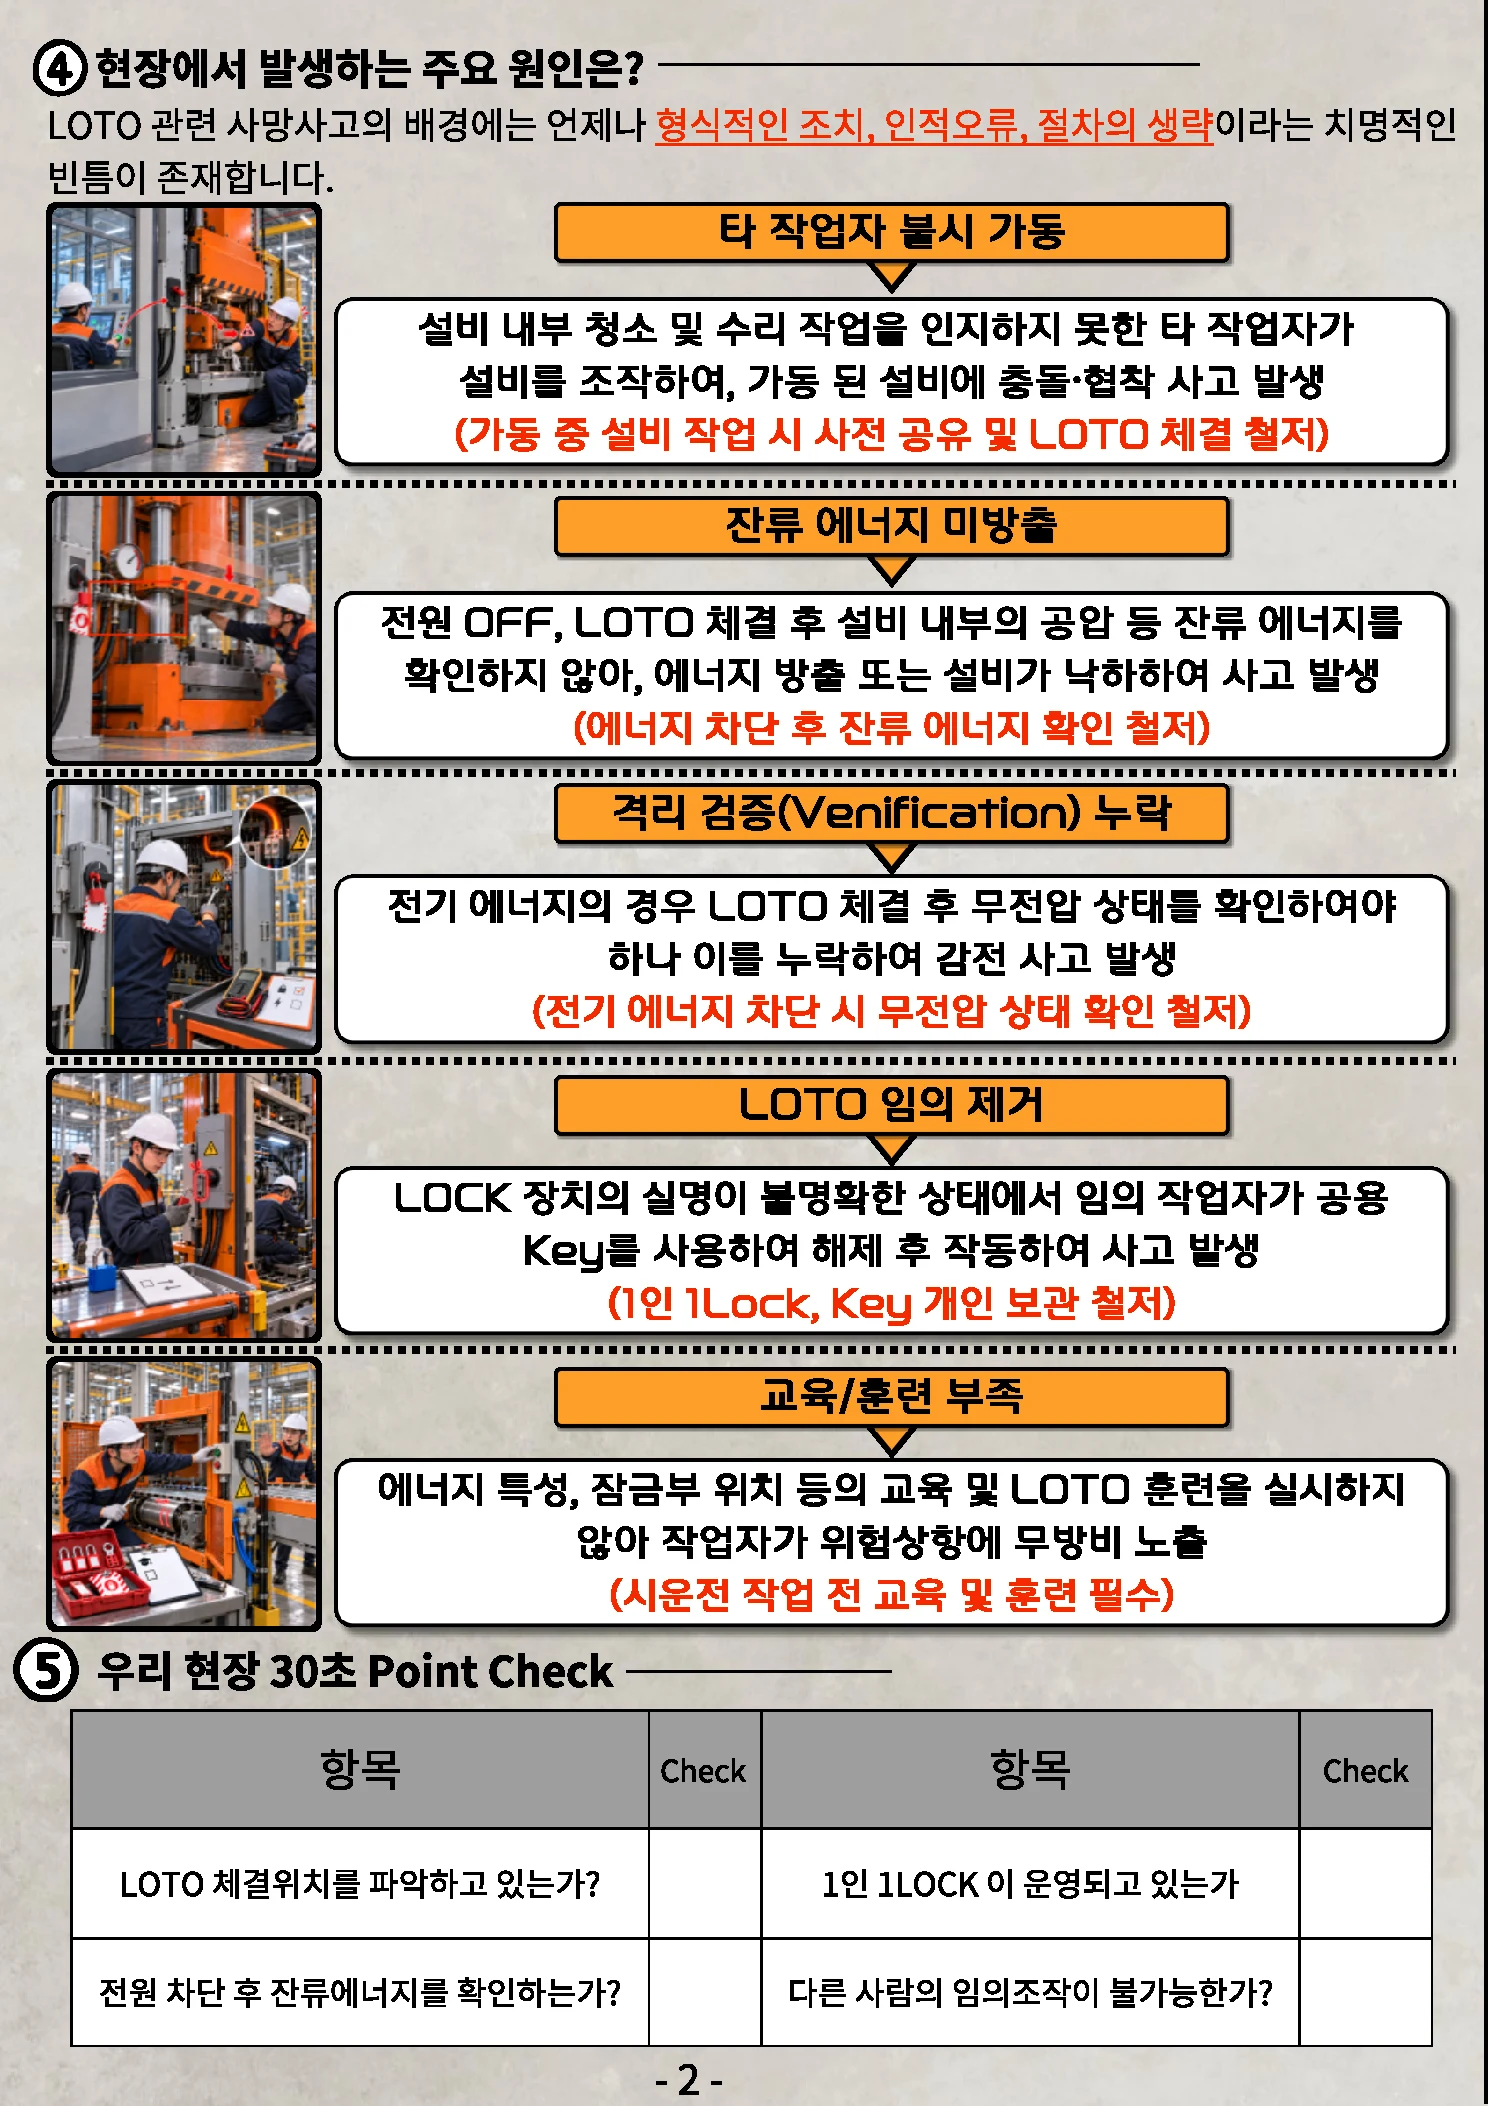 ④ 현장에서 발생하는 주요 원인은?
LOTO 관련 사망사고의 배경에는 언제나 형식적인 조치, 인적오류, 절차의 생략이라는 치명적인
빈틈이 존재합니다.
타 작업자 불시 가동
설비 내부 청소 및 수리 작업을 인지하지 못한 타 작업자가
설비를 조작하여, 가동 된 설비에 충돌·협착 사고 발생
(가동 중 설비 작업 시 사전 공유 및 LOTO 체결 철저)
잔류 에너지 미방출
전원 OFF, LOTO 체결 후 설비 내부의 공압 등 잔류 에너지를
확인하지 않아, 에너지 방출 또는 설비가 낙하하여 사고 발생
(에너지 차단 후 잔류 에너지 확인 철저)
격리 검증(Venification) 누락
전기 에너지의 경우 LOTO 체결 후 무전압 상태를 확인하여야
하나 이를 누락하여 감전 사고 발생
(전기 에너지 차단 시 무전압 상태 확인 철저)
LOTO 임의 제거
LOCK 장치의 실명이 불명확한 상태에서 임의 작업자가 공용
Key를 사용하여 해제 후 작동하여 사고 발생
(1인 1Lock, Key 개인 보관 철저)
교육/훈련 부족
에너지 특성, 잠금부 위치 등의 교육 및 LOTO 훈련을 실시하지
않아 작업자가 위험상항에 무방비 노출
(시운전 작업 전 교육 및 훈련 필수)
⑤ 우리 현장 30초 Point Check
항목 Check 항목 Check
LOTO 체결위치를 파악하고 있는가? 1인 1LOCK 이 운영되고 있는가
전원 차단 후 잔류에너지를 확인하는가? 다른 사람의 임의조작이 불가능한가?
- 2 -